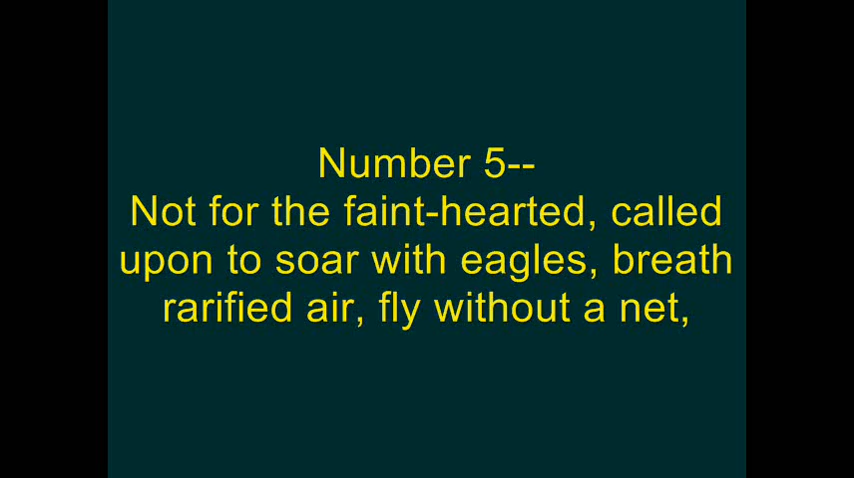 Number 5--
Not for the faint-hearted, called
upon to soar with eagles, breath
rarified air, fly without a net,